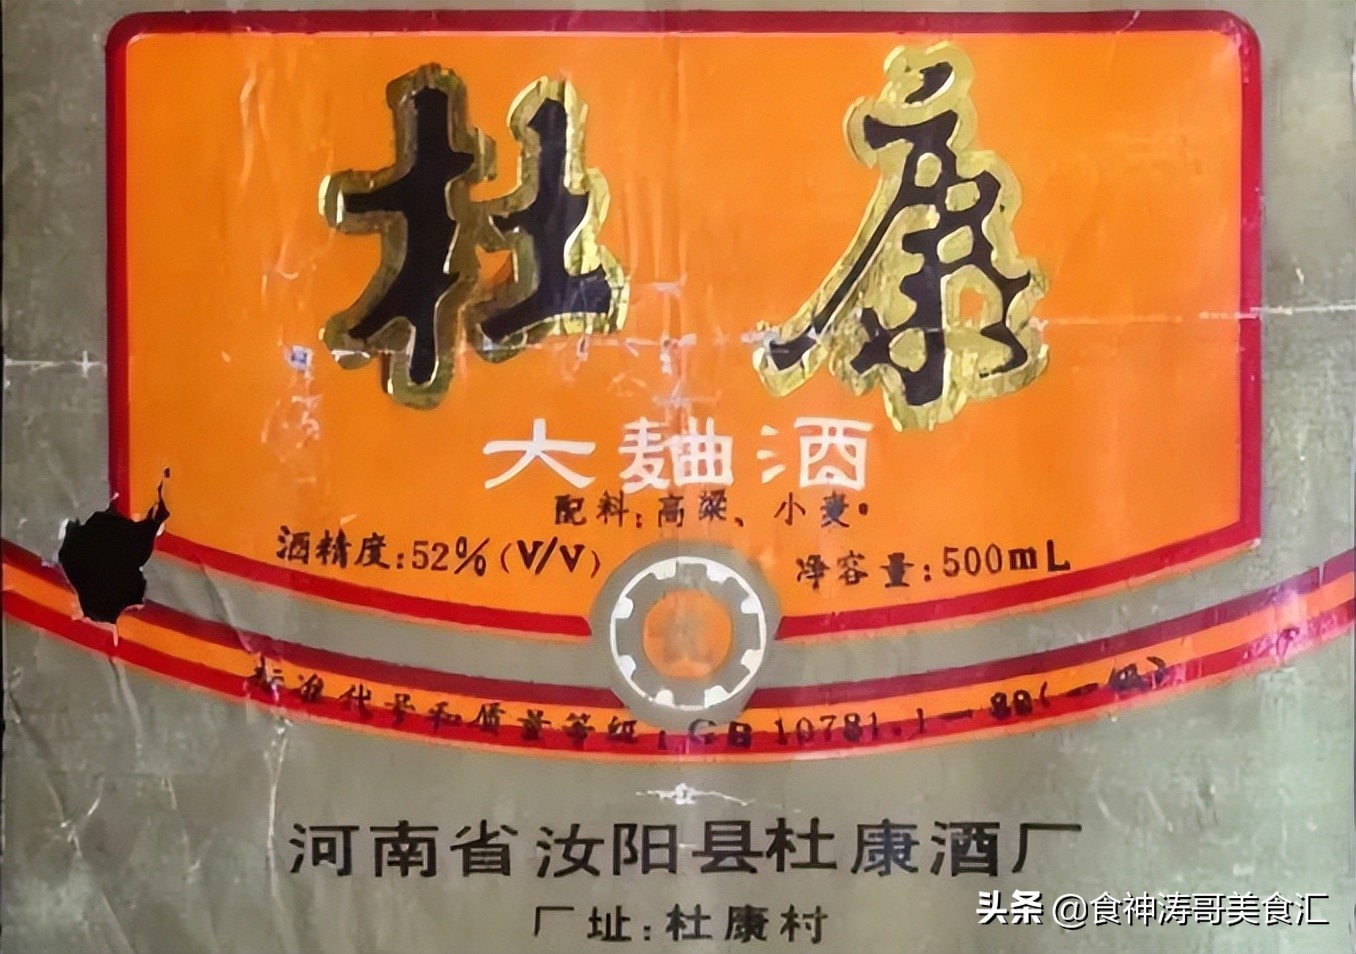 杜康
大麯酒
配料:高粱、小麦。
酒精度:52%(V/V)
净容量:500mL
标准代号和质量等级:GB 10781.1—89(一级)
河南省汝阳县杜康酒厂
厂址:杜康村
头条 @食神涛哥美食汇